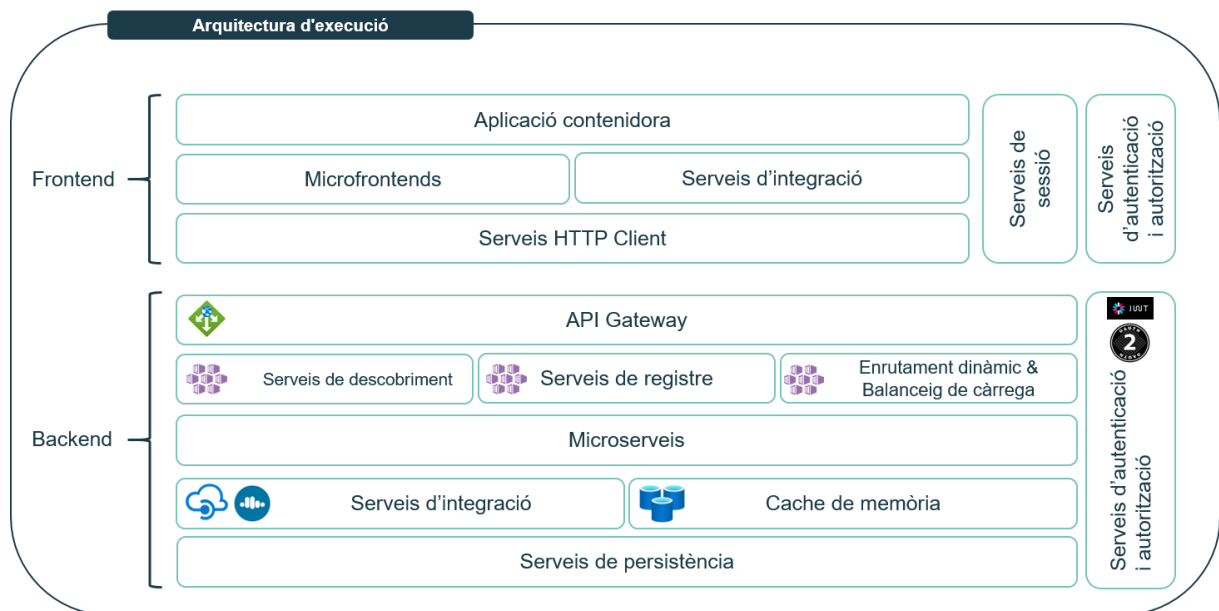 Arquitectura d'execució
Frontend
Aplicació contenidora
Microfrontends
Serveis d'integració
Serveis HTTP Client
Serveis de
sessió
Serveis
d'autenticació
i autorització
Backend
API Gateway
Serveis de descobriment
Serveis de registre
Enrutament dinàmic &
Balanceig de càrrega
Microserveis
Serveis d'integració
Cache de memòria
Serveis de persistència
JWT
OAUTH
2
Serveis d'autenticació
i autorització